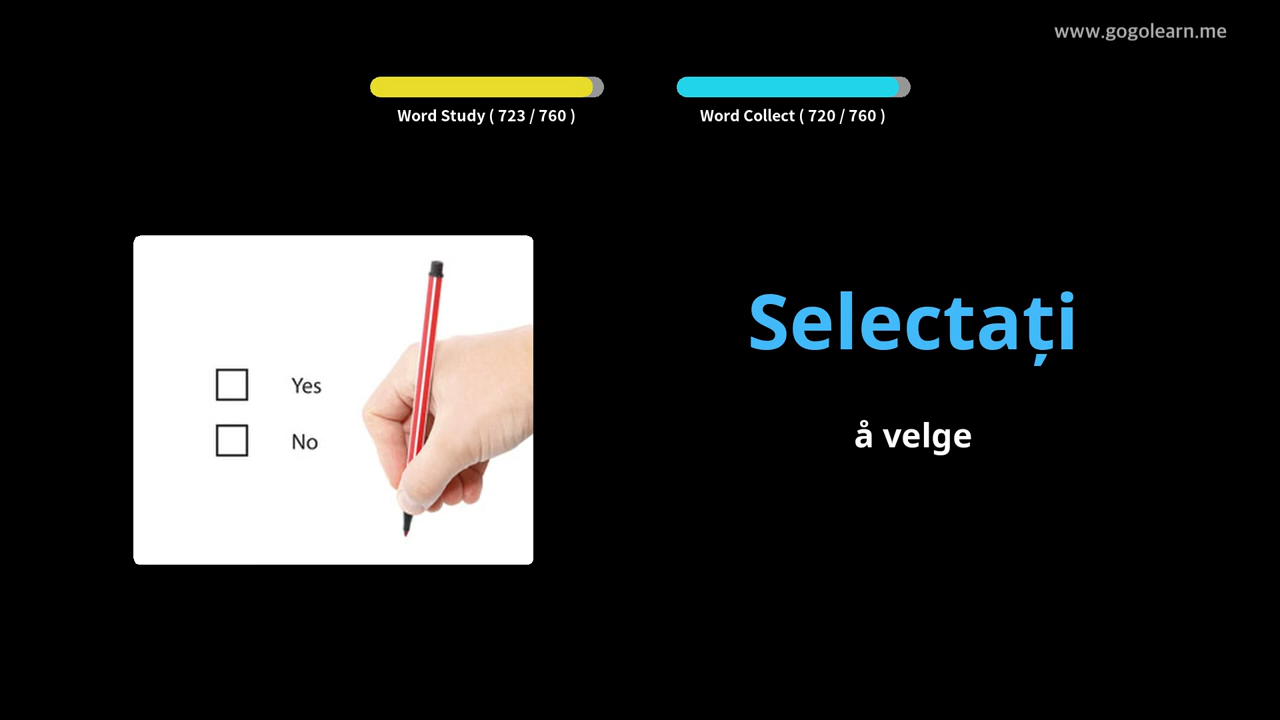 www.gogolearn.me
Word Study ( 723 / 760 )
Word Collect ( 720 / 760 )
Yes
No
Selectați
å velge